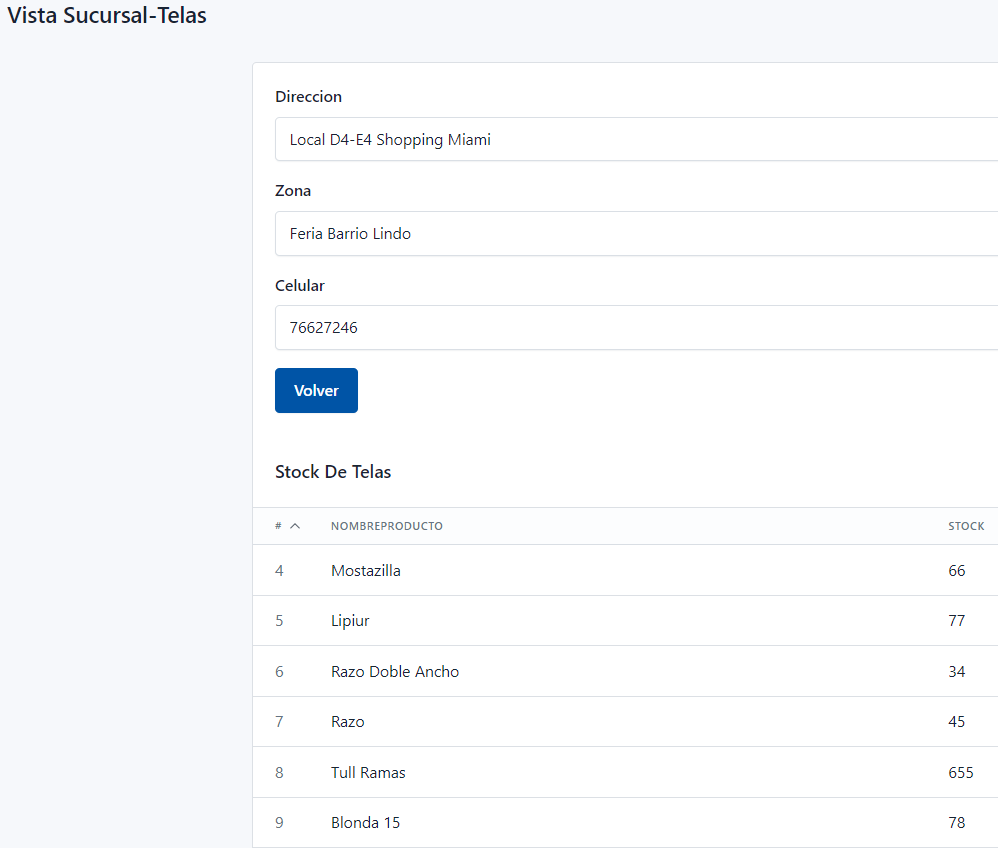 Vista Sucursal-Telas
Direccion
Local D4-E4 Shopping Miami
Zona
Feria Barrio Lindo
Celular
76627246
Volver
Stock De Telas
# NOMBREPRODUCTO STOCK
4 Mostazilla 66
5 Lipiur 77
6 Razo Doble Ancho 34
7 Razo 45
8 Tull Ramas 655
9 Blonda 15 78